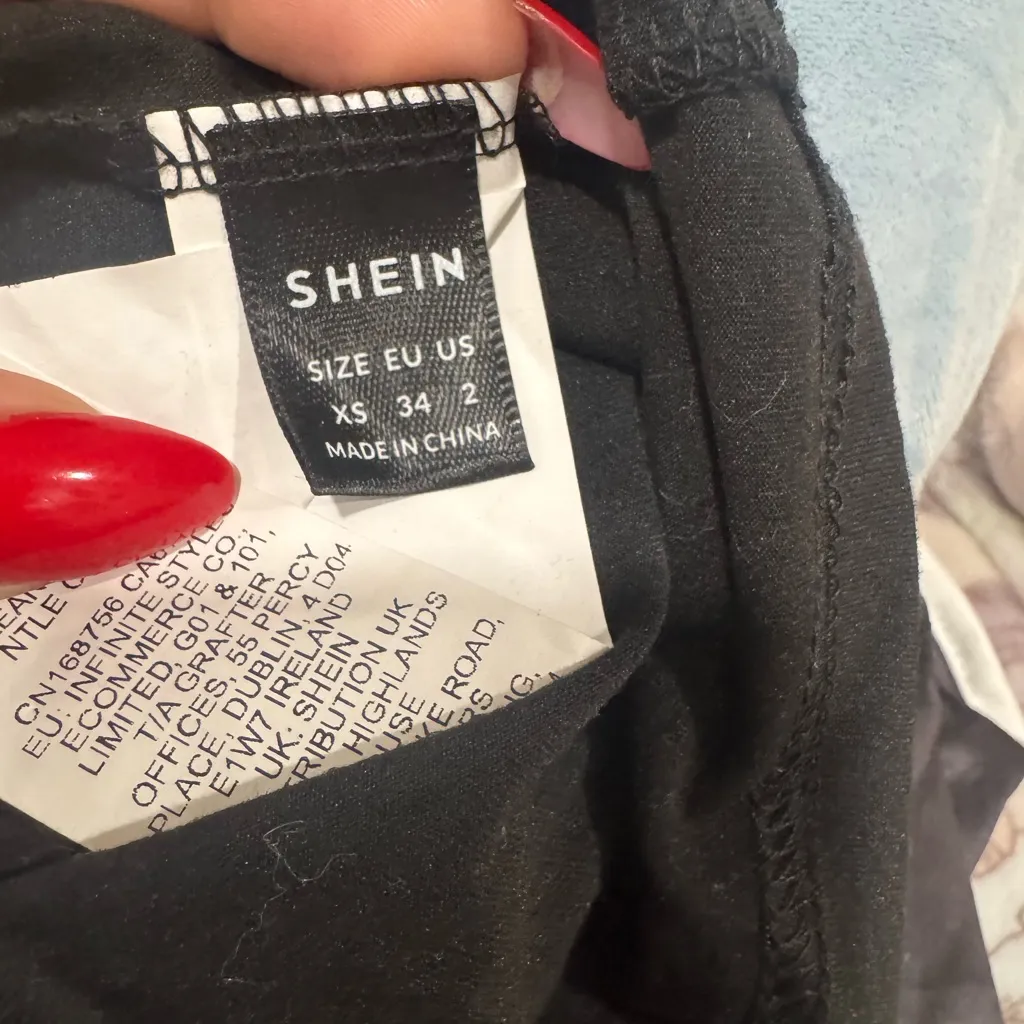 SHEIN
SIZE EU US
XS 34 2
MADE IN CHINA
CN168756
EU: INFINITE STYLES
ECOMMERCE CO.,
LIMITED, G01 & 101,
T/A GRAFTER
OFFICES, 55 PERCY
PLACE, DUBLIN, 4 D04
E1W7 IRELAND
UK: SHEIN
RIBUTION UK
HIGHLANDS
USE
ROAD,